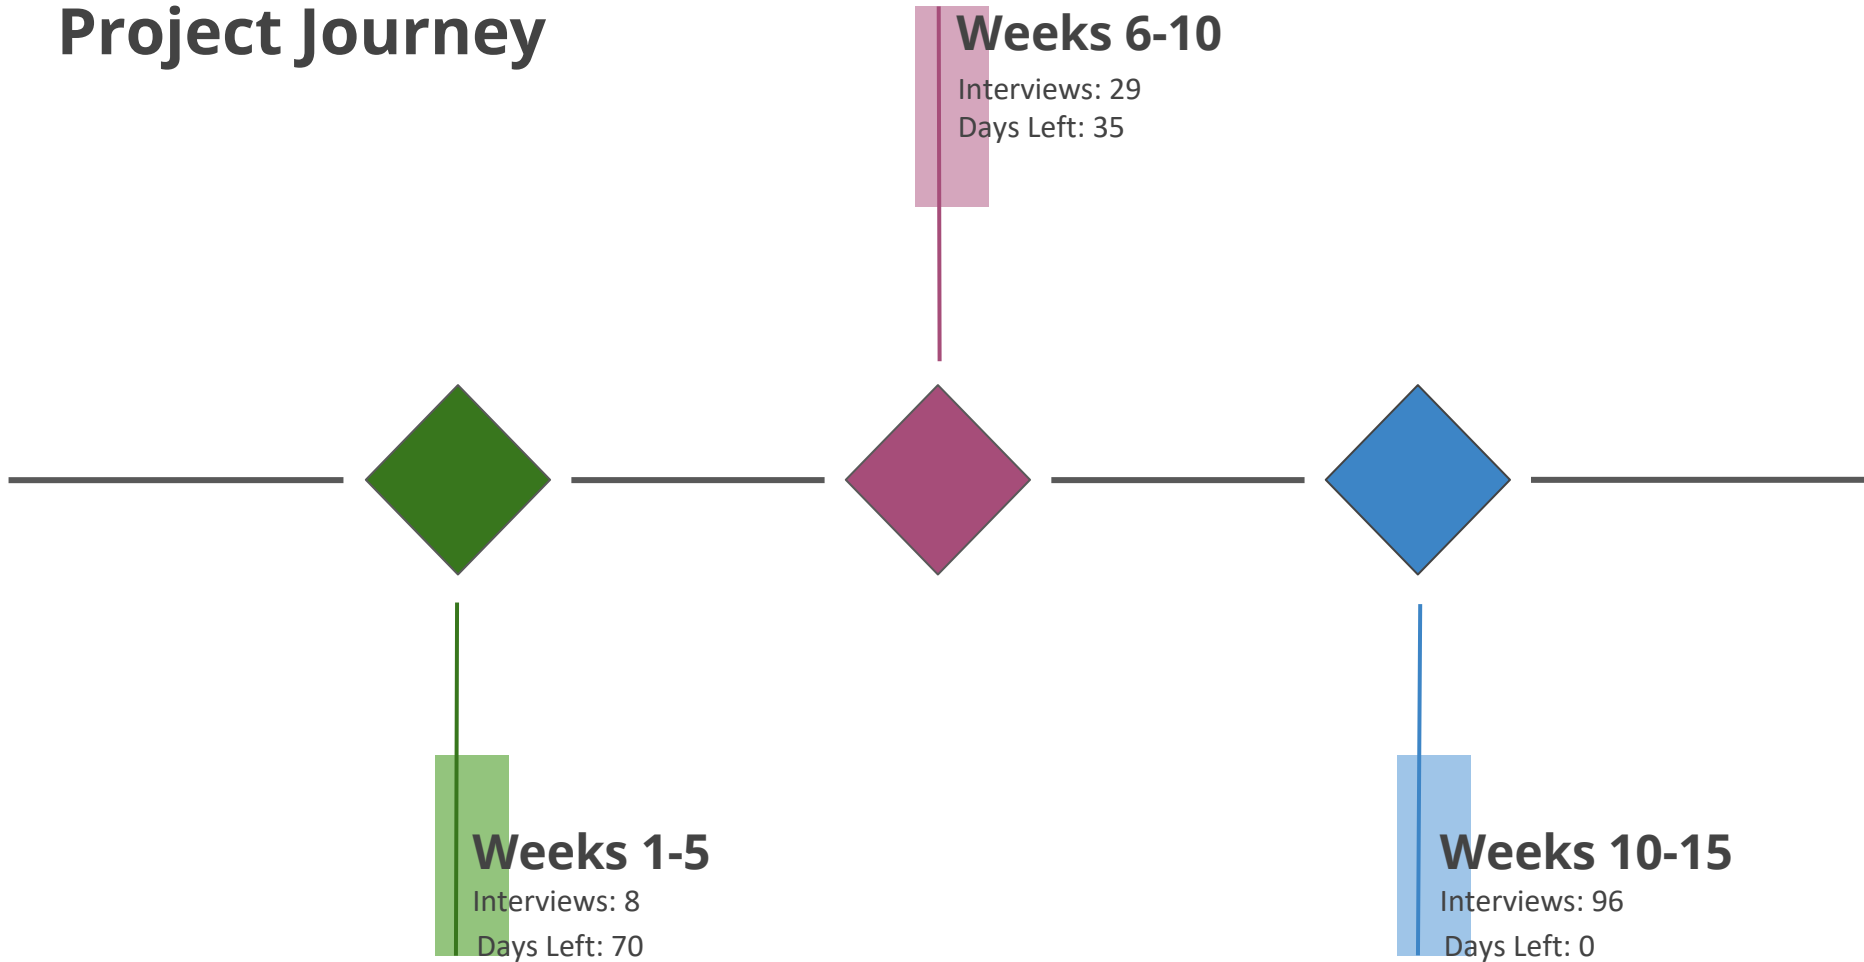 Project Journey
Weeks 6-10
Interviews: 29
Days Left: 35
Weeks 1-5
Interviews: 8
Days Left: 70
Weeks 10-15
Interviews: 96
Days Left: 0